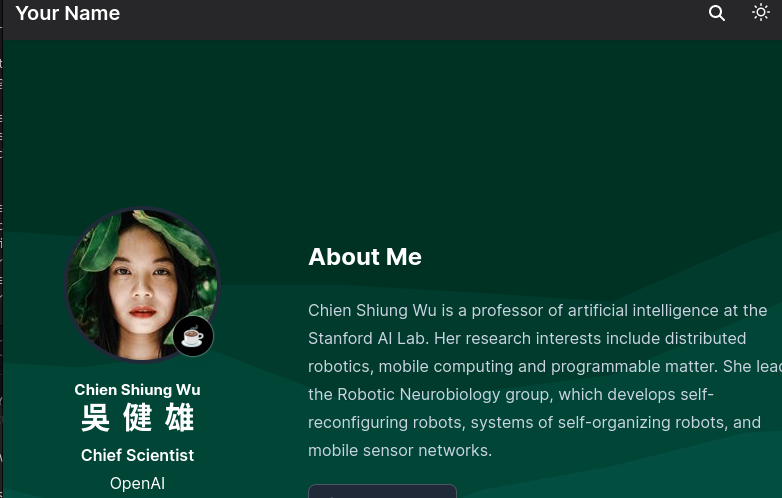 Your Name
Chien Shiung Wu
吳健雄
Chief Scientist
OpenAI
About Me
Chien Shiung Wu is a professor of artificial intelligence at the
Stanford AI Lab. Her research interests include distributed
robotics, mobile computing and programmable matter. She
the Robotic Neurobiology group, which develops self-
reconfiguring robots, systems of self-organizing robots, and
mobile sensor networks.